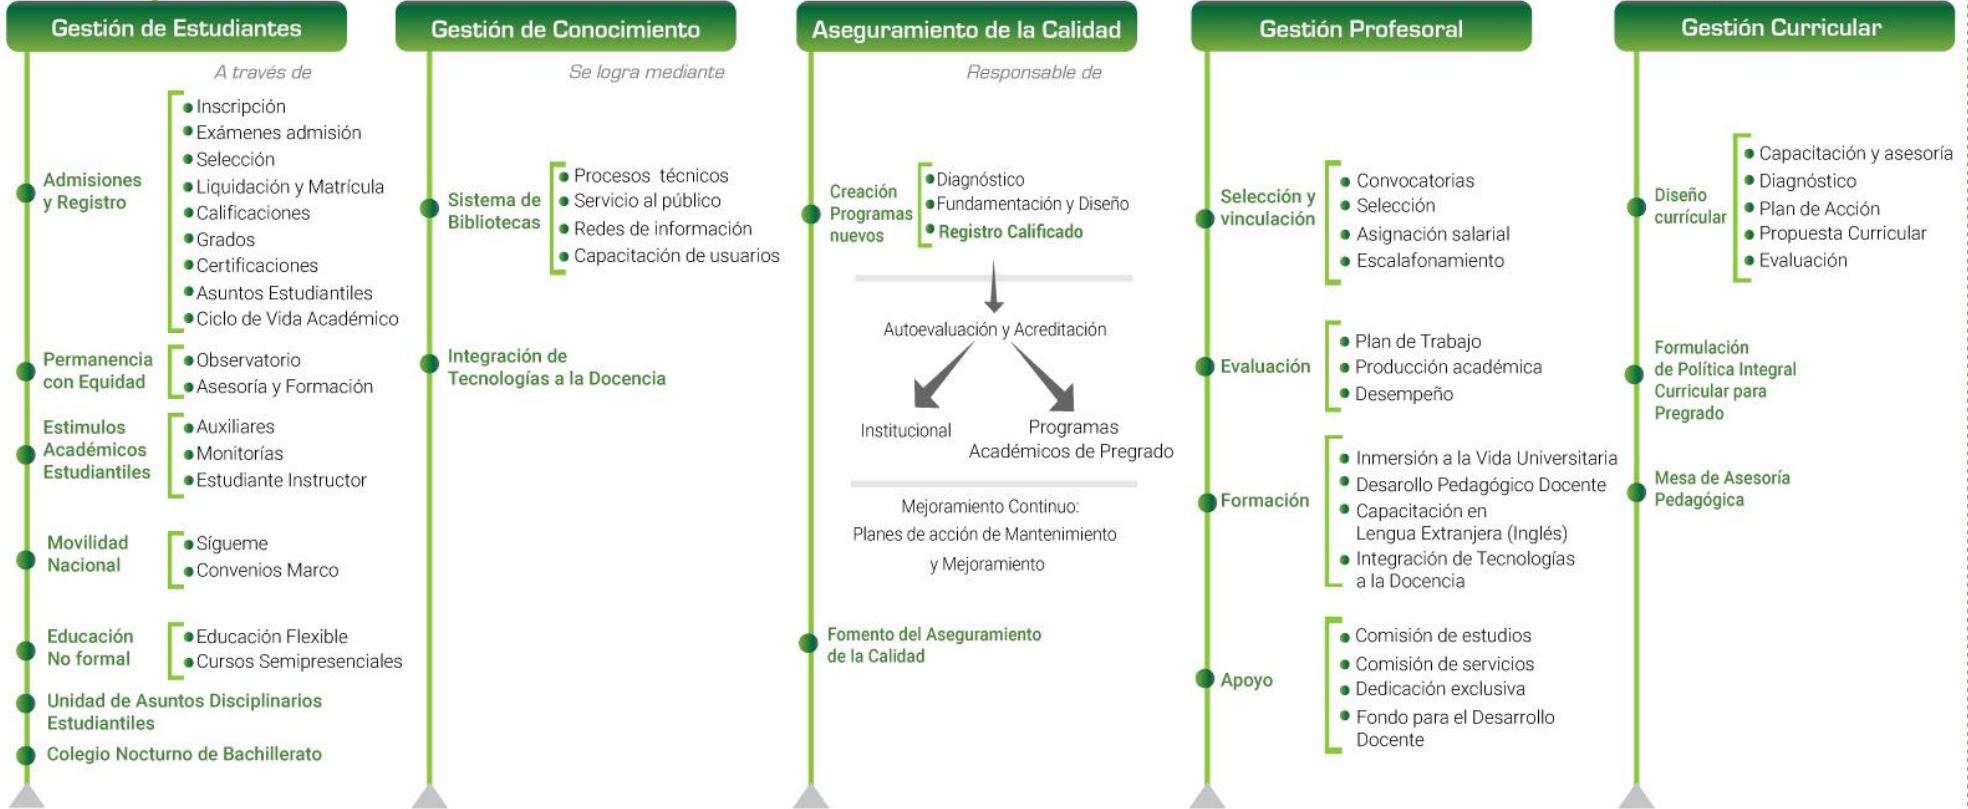 Gestión de Estudiantes
A través de
Admisiones
y Registro
Inscripción
Exámenes admisión
Selección
Liquidación y Matrícula
Calificaciones
Grados
Certificaciones
Asuntos Estudiantiles
Ciclo de Vida Académico
Permanencia
con Equidad
Observatorio
Asesoría y Formación
Estimulos
Académicos
Estudiantiles
Auxiliares
Monitorías
Estudiante Instructor
Movilidad
Nacional
Sígueme
Convenios Marco
Educación
No formal
Educación Flexible
Cursos Semipresenciales
Unidad de Asuntos Disciplinarios
Estudiantiles
Colegio Nocturno de Bachillerato
Gestión de Conocimiento
Se logra mediante
Sistema de
Bibliotecas
Procesos técnicos
Servicio al público
Redes de información
Capacitación de usuarios
Integración de
Tecnologías a la Docencia
Aseguramiento de la Calidad
Responsable de
Creación
Programas
nuevos
Diagnóstico
Fundamentación y Diseño
Registro Calificado
Autoevaluación y Acreditación
Institucional
Programas
Académicos de Pregrado
Mejoramiento Continuo:
Planes de acción de Mantenimiento
y Mejoramiento
Fomento del Aseguramiento
de la Calidad
Gestión Profesoral
Selección y
vinculación
Convocatorias
Selección
Asignación salarial
Escalafonamiento
Evaluación
Plan de Trabajo
Producción académica
Desempeño
Formación
Inmersión a la Vida Universitaria
Desarollo Pedagógico Docente
Capacitación en
Lengua Extranjera (Inglés)
Integración de Tecnologías
a la Docencia
Apoyo
Comisión de estudios
Comisión de servicios
Dedicación exclusiva
Fondo para el Desarrollo
Docente
Gestión Curricular
Diseño
currícular
Capacitación y asesoría
Diagnóstico
Plan de Acción
Propuesta Curricular
Evaluación
Formulación
de Política Integral
Curricular para
Pregrado
Mesa de Asesoría
Pedagógica